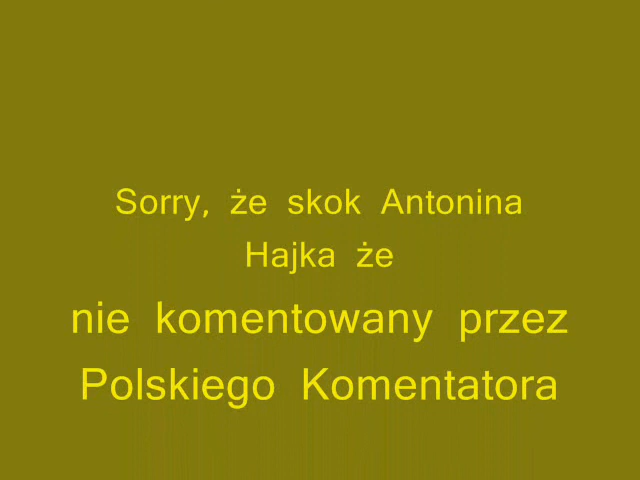 Sorry, że skok Antonina
Hajka że
nie komentowany przez
Polskiego Komentatora